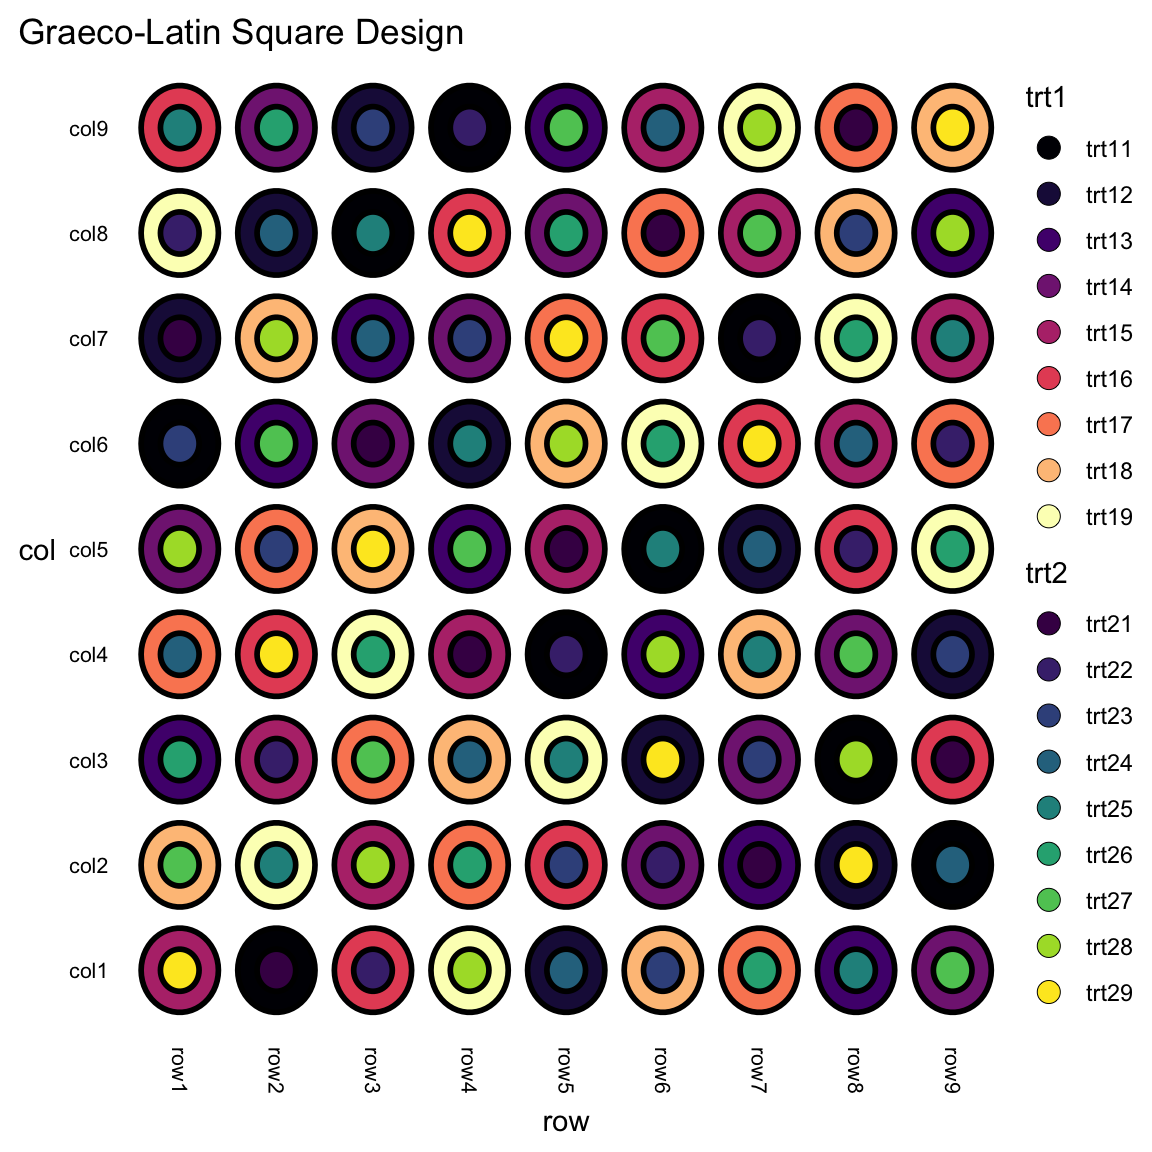 Graeco-Latin Square Design
col9
col8
col7
col6
col5
col4
col3
col2
col1
col
row1
row2
row3
row4
row5
row6
row7
row8
row9
row
trt1
trt11
trt12
trt13
trt14
trt15
trt16
trt17
trt18
trt19
trt2
trt21
trt22
trt23
trt24
trt25
trt26
trt27
trt28
trt29